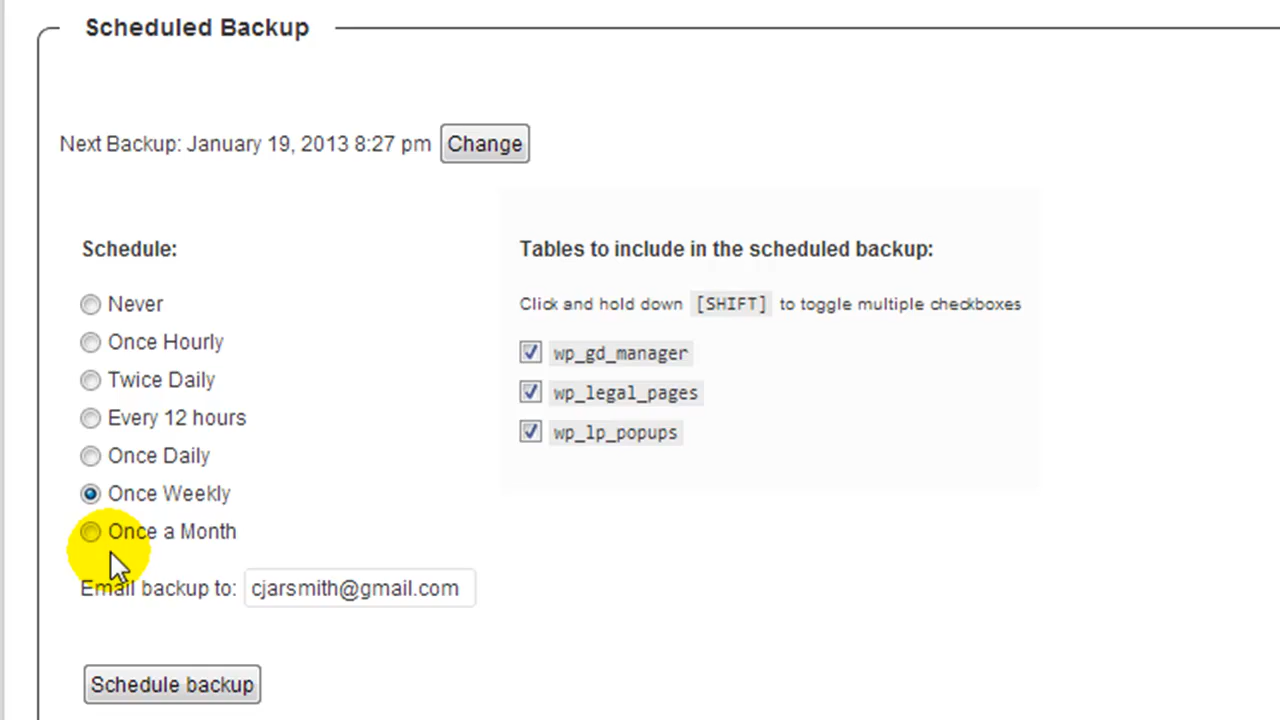 Scheduled Backup
Next Backup: January 19, 2013 8:27 pm Change
Schedule:
Never
Once Hourly
Twice Daily
Every 12 hours
Once Daily
Once Weekly
Once a Month
Email backup to: cjarsmith@gmail.com
Schedule backup
Tables to include in the scheduled backup:
Click and hold down [SHIFT] to toggle multiple checkboxes
wp_gd_manager
wp_legal_pages
wp_lp_popups